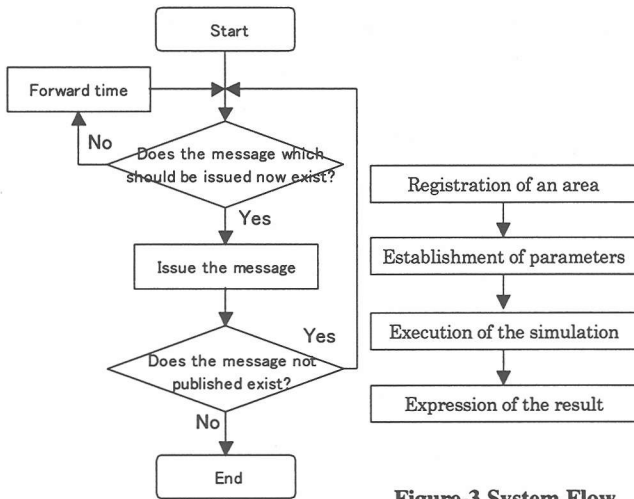 Start
Forward time
No
Does the message which
should be issued now exist?
Yes
Issue the message
Yes
Does the message not
published exist?
No
End
Registration of an area
Establishment of parameters
Execution of the simulation
Expression of the result
Figure 3 System Flow